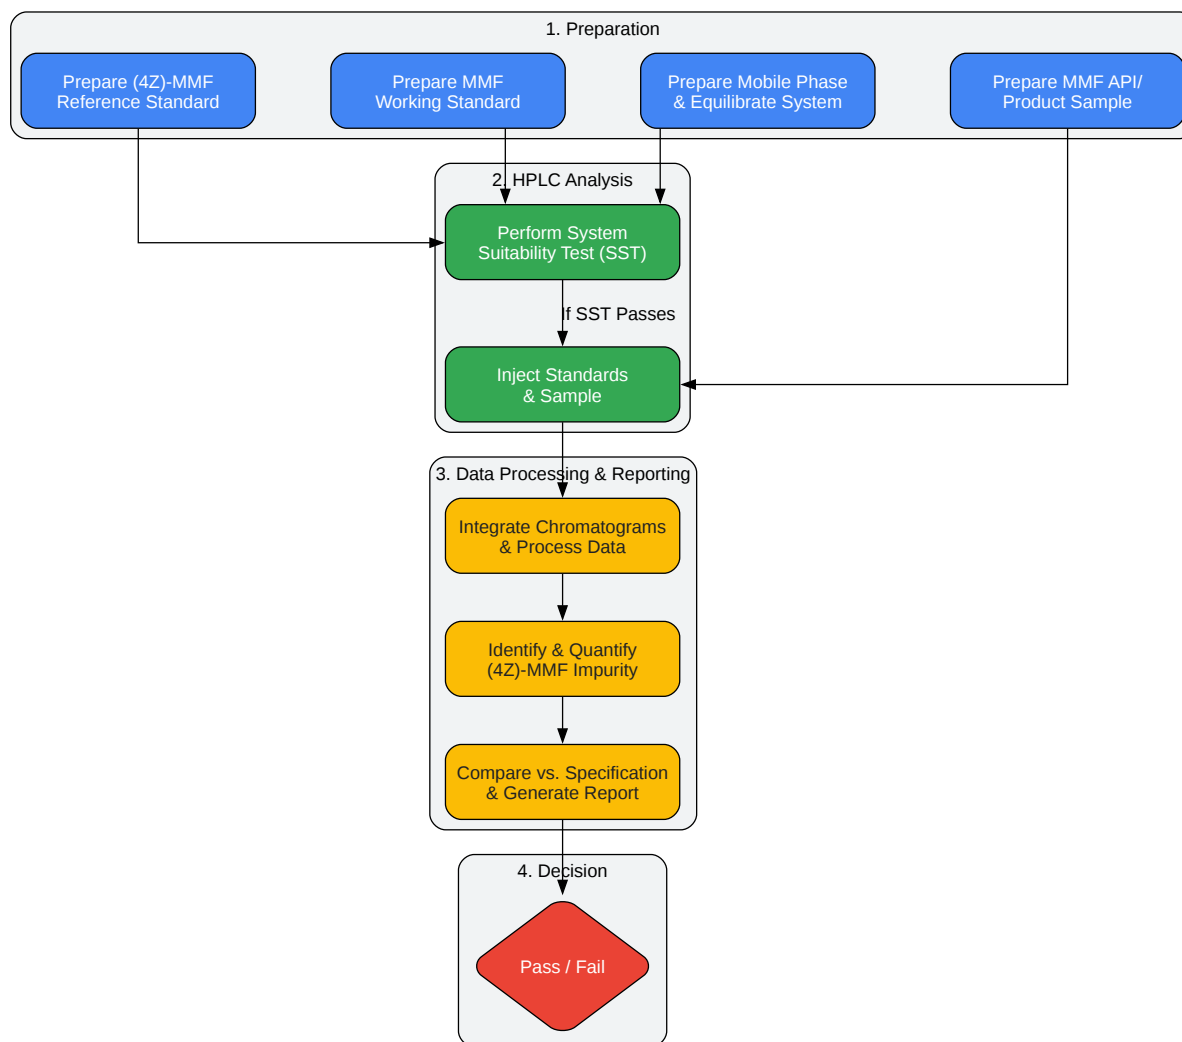 1. Preparation
Prepare (4Z)-MMF
Reference Standard
Prepare MMF
Working Standard
Prepare Mobile Phase
& Equilibrate System
Prepare MMF API/
Product Sample
2. HPLC Analysis
Perform System
Suitability Test (SST)
If SST Passes
Inject Standards
& Sample
3. Data Processing & Reporting
Integrate Chromatograms
& Process Data
Identify & Quantify
(4Z)-MMF Impurity
Compare vs. Specification
& Generate Report
4. Decision
Pass / Fail